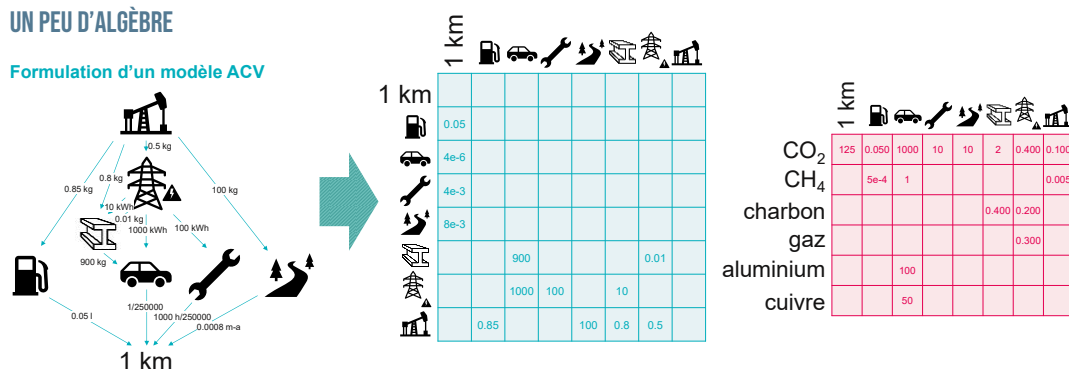 UN PEU D'ALGÈBRE
Formulation d'un modèle ACV
0.5 kg
0.8 kg
0.85 kg
100 kg
10 kWh
0.01 kg
1000 kWh
100 kWh
900 kg
1/250000
0.05 l
1000 h/250000
0.0008 m-a
1 km
1 km
1 km
0.05
4e-6
4e-3
8e-3
900 0.01
1000 100 10
0.85 100 0.8 0.5
1 km
CO2 125 0.050 1000 10 10 2 0.400 0.100
CH4 5e-4 1 0.005
charbon 0.400 0.200
gaz 0.300
aluminium 100
cuivre 50